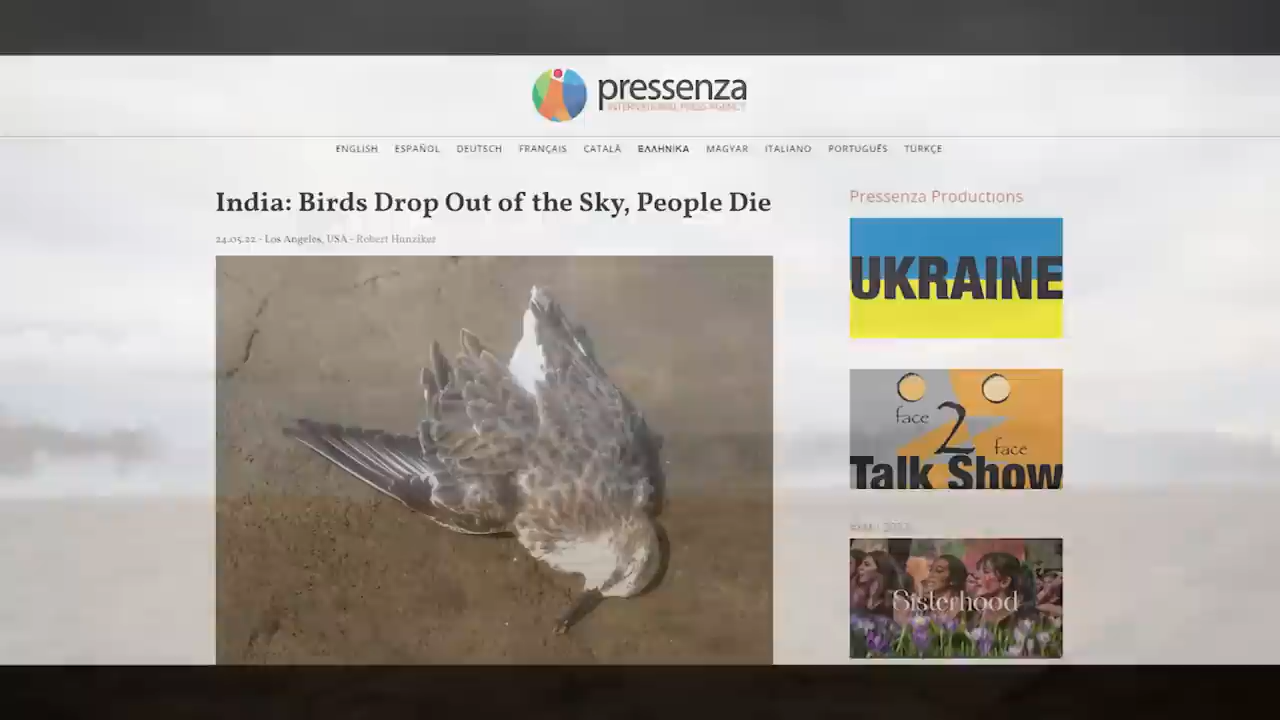 pressenza
INTERNATIONAL PRESS AGENCY
ENGLISH ESPAÑOL DEUTSCH FRANÇAIS CATALÀ ΕΛΛΗΝΙΚΆ MAGYAR ITALIANO PORTUGUÊS TÜRKÇE
India: Birds Drop Out of the Sky, People Die
24.05.22 - Los Angeles, USA - Robert Hunziker
Pressenza Productions
UKRAINE
face 2 face
Talk Show
Sisterhood